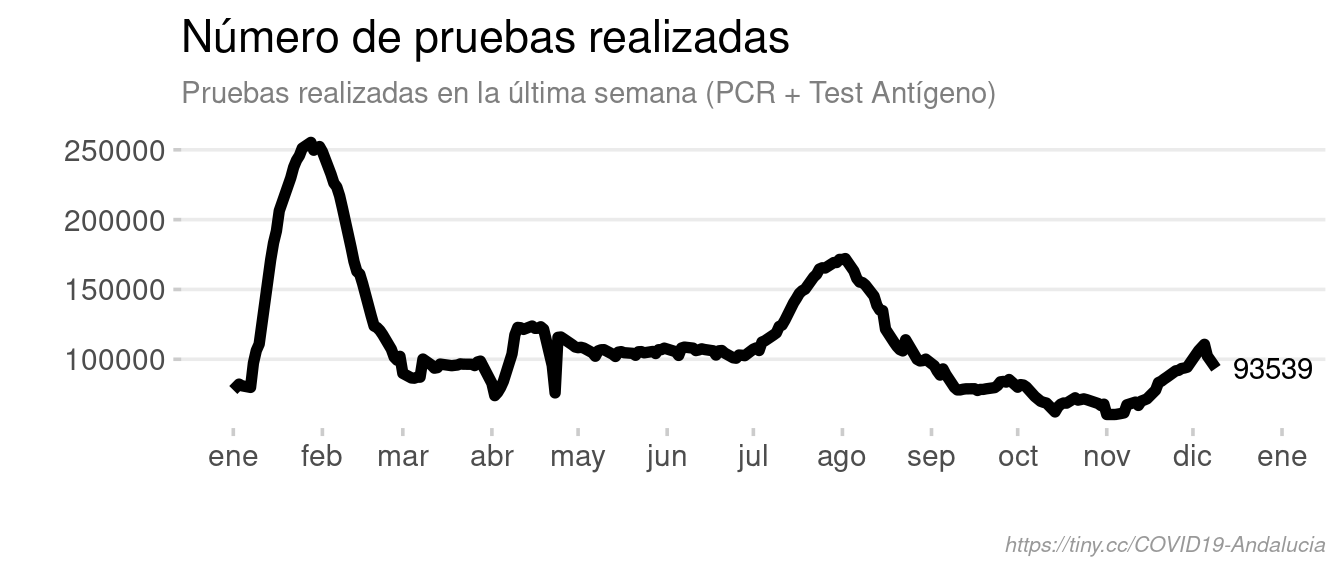 Número de pruebas realizadas
Pruebas realizadas en la última semana (PCR + Test Antígeno)
250000
200000
150000
100000
93539
ene feb mar abr may jun jul ago sep oct nov dic ene
https://tiny.cc/COVID19-Andalucia